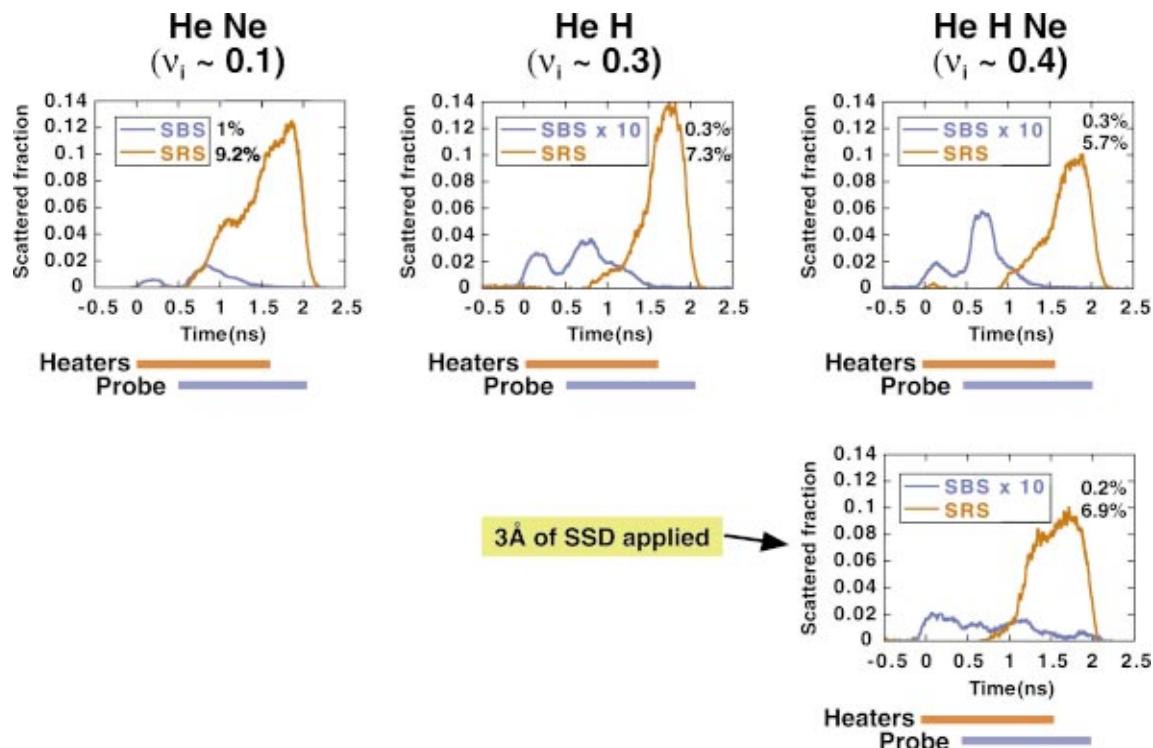 He Ne
(νi ~ 0.1)
Scattered fraction
0.14
0.12
0.1
0.08
0.06
0.04
0.02
0
SBS 1%
SRS 9.2%
-0.5 0 0.5 1 1.5 2 2.5
Time(ns)
Heaters
Probe
He H
(νi ~ 0.3)
Scattered fraction
0.14
0.12
0.1
0.08
0.06
0.04
0.02
0
SBS x 10 0.3%
SRS 7.3%
-0.5 0 0.5 1 1.5 2 2.5
Time(ns)
He H Ne
(νi ~ 0.4)
Scattered fraction
0.14
0.12
0.1
0.08
0.06
0.04
0.02
0
SBS x 10 0.3%
SRS 5.7%
-0.5 0 0.5 1 1.5 2 2.5
Time(ns)
Heaters
Probe
3Å of SSD applied
Scattered fraction
0.14
0.12
0.1
0.08
0.06
0.04
0.02
0
SBS x 10 0.2%
SRS 6.9%
-0.5 0 0.5 1 1.5 2 2.5
Time(ns)
Heaters
Probe